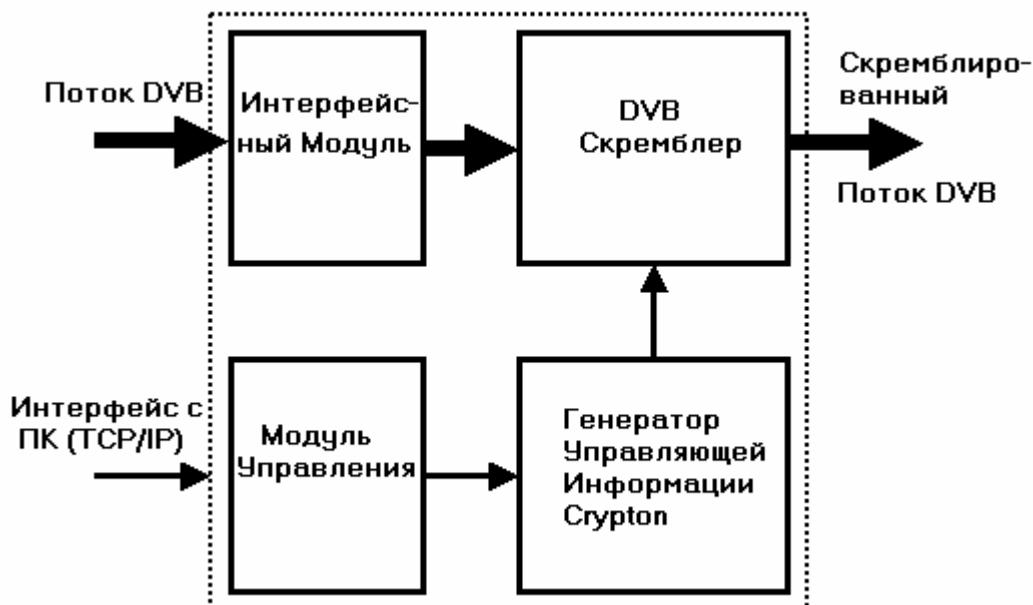 Поток DVB
Интерфейс-
ный Модуль
DVB
Скремблер
Скремблиро-
ванный
Поток DVB
Интерфейс с
ПК (TCP/IP)
Модуль
Управления
Генератор
Управляющей
Информации
Crypton